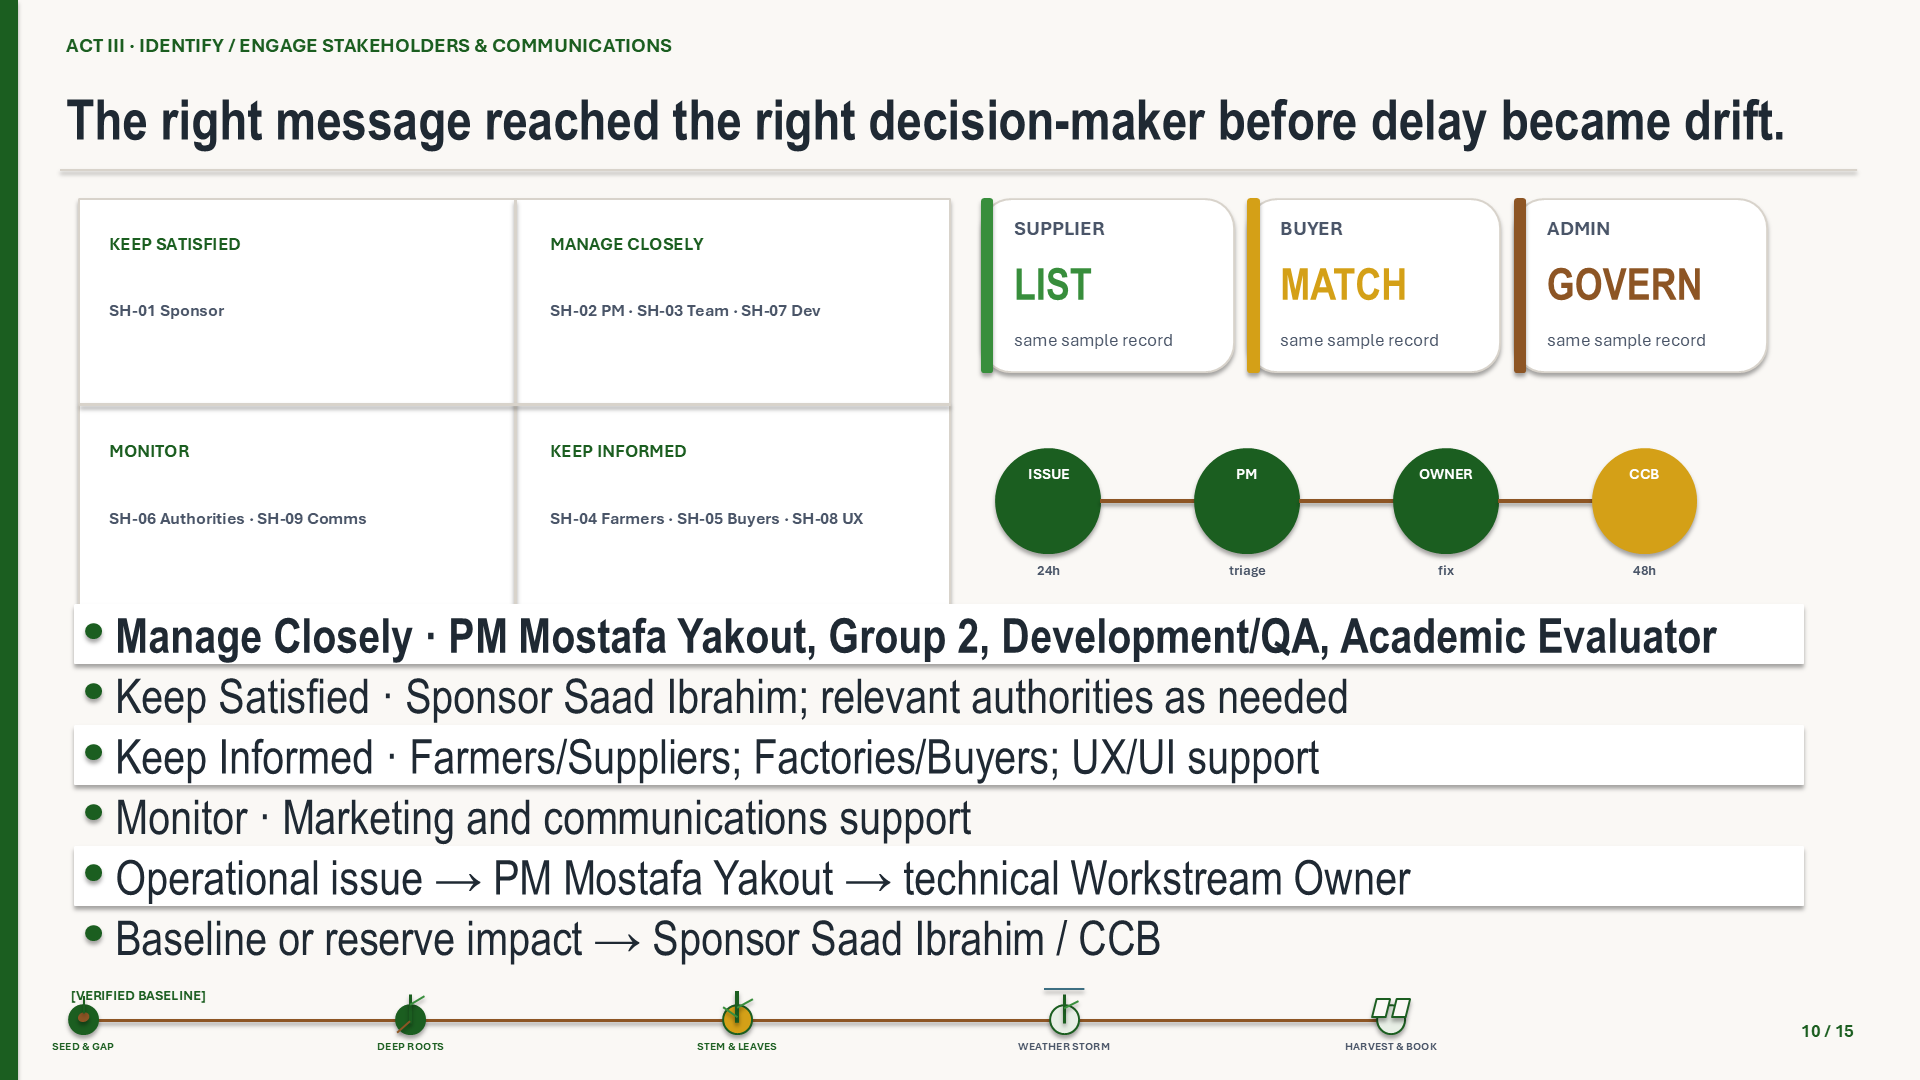 ACT III · IDENTIFY / ENGAGE STAKEHOLDERS & COMMUNICATIONS
The right message reached the right decision-maker before delay became drift.
KEEP SATISFIED
SH-01 Sponsor
MANAGE CLOSELY
SH-02 PM · SH-03 Team · SH-07 Dev
MONITOR
SH-06 Authorities · SH-09 Comms
KEEP INFORMED
SH-04 Farmers · SH-05 Buyers · SH-08 UX
SUPPLIER
LIST
same sample record
BUYER
MATCH
same sample record
ADMIN
GOVERN
same sample record
ISSUE
24h
PM
triage
OWNER
fix
CCB
48h
• Manage Closely · PM Mostafa Yakout, Group 2, Development/QA, Academic Evaluator
• Keep Satisfied · Sponsor Saad Ibrahim; relevant authorities as needed
• Keep Informed · Farmers/Suppliers; Factories/Buyers; UX/UI support
• Monitor · Marketing and communications support
• Operational issue → PM Mostafa Yakout → technical Workstream Owner
• Baseline or reserve impact → Sponsor Saad Ibrahim / CCB
[VERIFIED BASELINE]
SEED & GAP
DEEP ROOTS
STEM & LEAVES
WEATHER STORM
HARVEST & BOOK
10 / 15